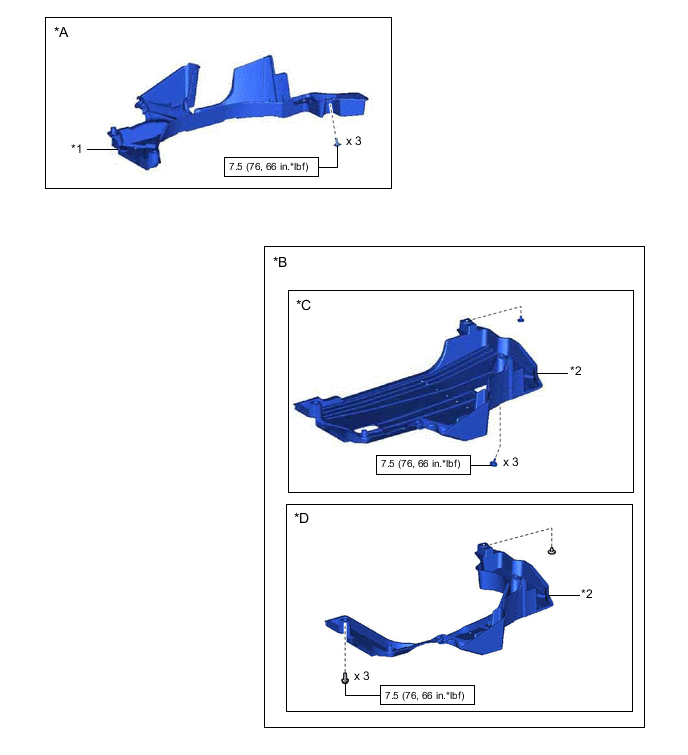 *A
*1
x 3
7.5 (76, 66 in.*lbf)
*B
*C
*2
7.5 (76, 66 in.*lbf)
x 3
*D
*2
x 3
7.5 (76, 66 in.*lbf)